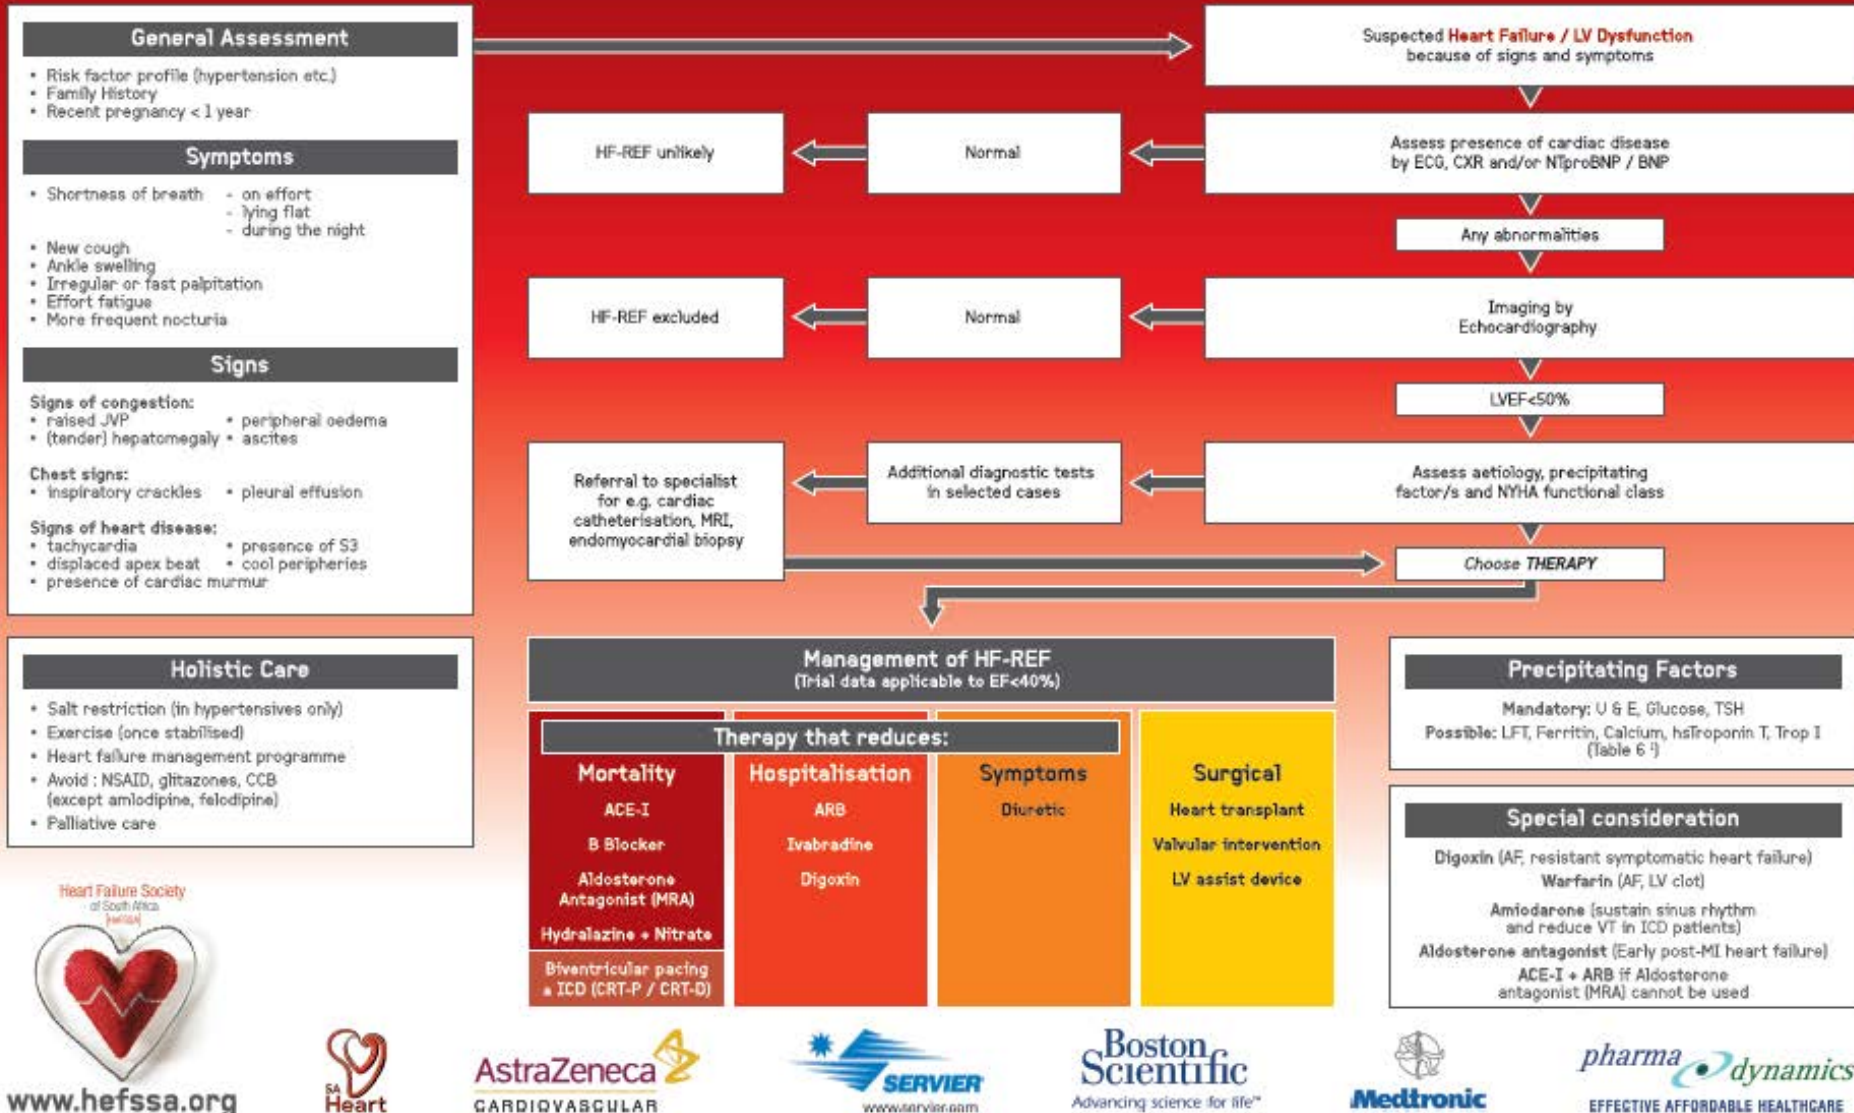 General Assessment
• Risk factor profile (hypertension etc.)
• Family History
• Recent pregnancy < 1 year
Symptoms
• Shortness of breath - on effort
- lying flat
- during the night
• New cough
• Ankle swelling
• Irregular or fast palpitation
• Effort fatigue
• More frequent nocturia
Signs
Signs of congestion:
• raised JVP • peripheral oedema
• (tender) hepatomegaly • ascites
Chest signs:
• inspiratory crackles • pleural effusion
Signs of heart disease:
• tachycardia • presence of S3
• displaced apex beat • cool peripheries
• presence of cardiac murmur
Suspected Heart Failure / LV Dysfunction
because of signs and symptoms
Assess presence of cardiac disease
by ECG, CXR and/or NTproBNP / BNP
Normal
HF-REF unlikely
Any abnormalities
Imaging by
Echocardiography
Normal
HF-REF excluded
LVEF<50%
Assess aetiology, precipitating
factor/s and NYHA functional class
Additional diagnostic tests
in selected cases
Referral to specialist
for e.g. cardiac
catheterisation, MRI,
endomyocardial biopsy
Choose THERAPY
Holistic Care
• Salt restriction (in hypertensives only)
• Exercise (once stabilised)
• Heart failure management programme
• Avoid : NSAID, glitazones, CCB
(except amlodipine, felodipine)
• Palliative care
Management of HF-REF
(Trial data applicable to EF<40%)
Therapy that reduces:
Mortality
ACE-I
B Blocker
Aldosterone
Antagonist (MRA)
Hydralazine + Nitrate
Biventricular pacing
± ICD (CRT-P / CRT-D)
Hospitalisation
ARB
Ivabradine
Digoxin
Symptoms
Diuretic
Surgical
Heart transplant
Valvular intervention
LV assist device
Precipitating Factors
Mandatory: U & E, Glucose, TSH
Possible: LFT, Ferritin, Calcium, hsTroponin T, Trop I
(Table 6 ¹)
Special consideration
Digoxin (AF, resistant symptomatic heart failure)
Warfarin (AF, LV clot)
Amiodarone (sustain sinus rhythm
and reduce VT in ICD patients)
Aldosterone antagonist (Early post-MI heart failure)
ACE-I + ARB if Aldosterone
antagonist (MRA) cannot be used
Heart Failure Society
of South Africa
[HeFSSA]
www.hefssa.org
SA
Heart
AstraZeneca
CARDIOVASCULAR
SERVIER
www.servier.com
Boston
Scientific
Advancing science for life™
Medtronic
pharma
dynamics
EFFECTIVE AFFORDABLE HEALTHCARE